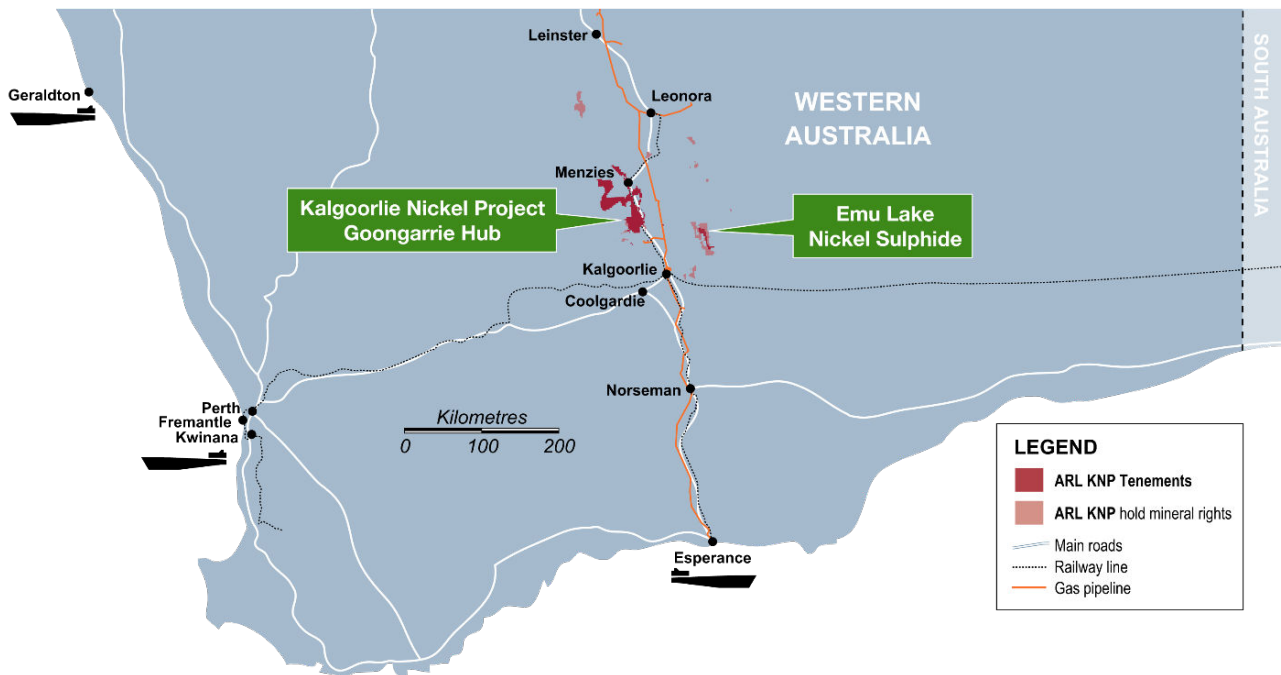 Leinster
Geraldton
Leonora
WESTERN
AUSTRALIA
SOUTH AUSTRALIA
Menzies
Kalgoorlie Nickel Project
Goongarrie Hub
Emu Lake
Nickel Sulphide
Kalgoorlie
Coolgardie
Norseman
Perth
Fremantle
Kwinana
Kilometres
0 100 200
Esperance
LEGEND
ARL KNP Tenements
ARL KNP hold mineral rights
Main roads
Railway line
Gas pipeline